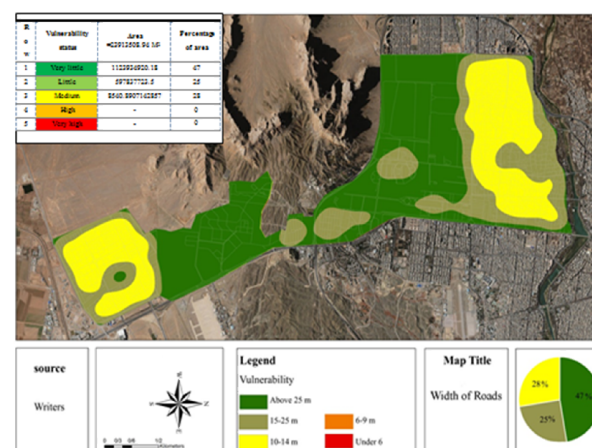 R
o
w
Vulnerability
status
Area
Percentage
of area
1 Very little 47
2 Little 597837723.5 25
3 Medium 28
4 High - 0
5 Very high - 0
source
Writers
Legend
Vulnerability
Above 25 m
15-25 m
6-9 m
10-14 m
Under 6
Map Title
Width of Roads
28%
47%
25%